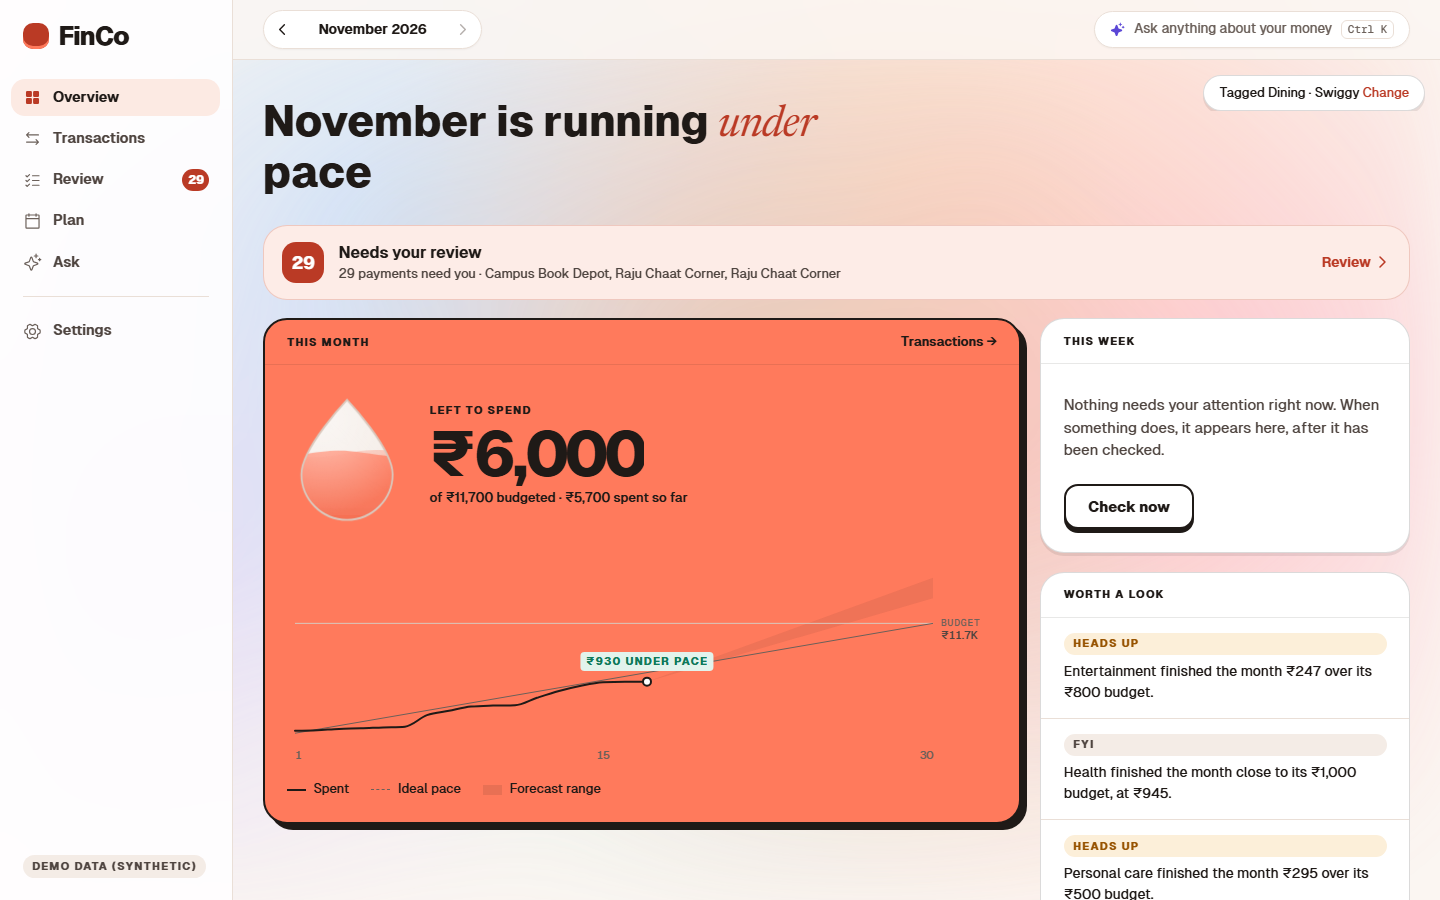 FinCo
Overview
Transactions
Review 29
Plan
Ask
Settings
DEMO DATA (SYNTHETIC)
November 2026
Ask anything about your money Ctrl K
Tagged Dining · Swiggy Change
November is running under
pace
29
Needs your review
29 payments need you · Campus Book Depot, Raju Chaat Corner, Raju Chaat Corner
Review
THIS MONTH
Transactions →
LEFT TO SPEND
₹6,000
of ₹11,700 budgeted · ₹5,700 spent so far
BUDGET
₹11.7K
₹930 UNDER PACE
1 15 30
Spent Ideal pace Forecast range
THIS WEEK
Nothing needs your attention right now. When
something does, it appears here, after it has
been checked.
Check now
WORTH A LOOK
HEADS UP
Entertainment finished the month ₹247 over its
₹800 budget.
FYI
Health finished the month close to its ₹1,000
budget, at ₹945.
HEADS UP
Personal care finished the month ₹295 over its
₹500 budget.